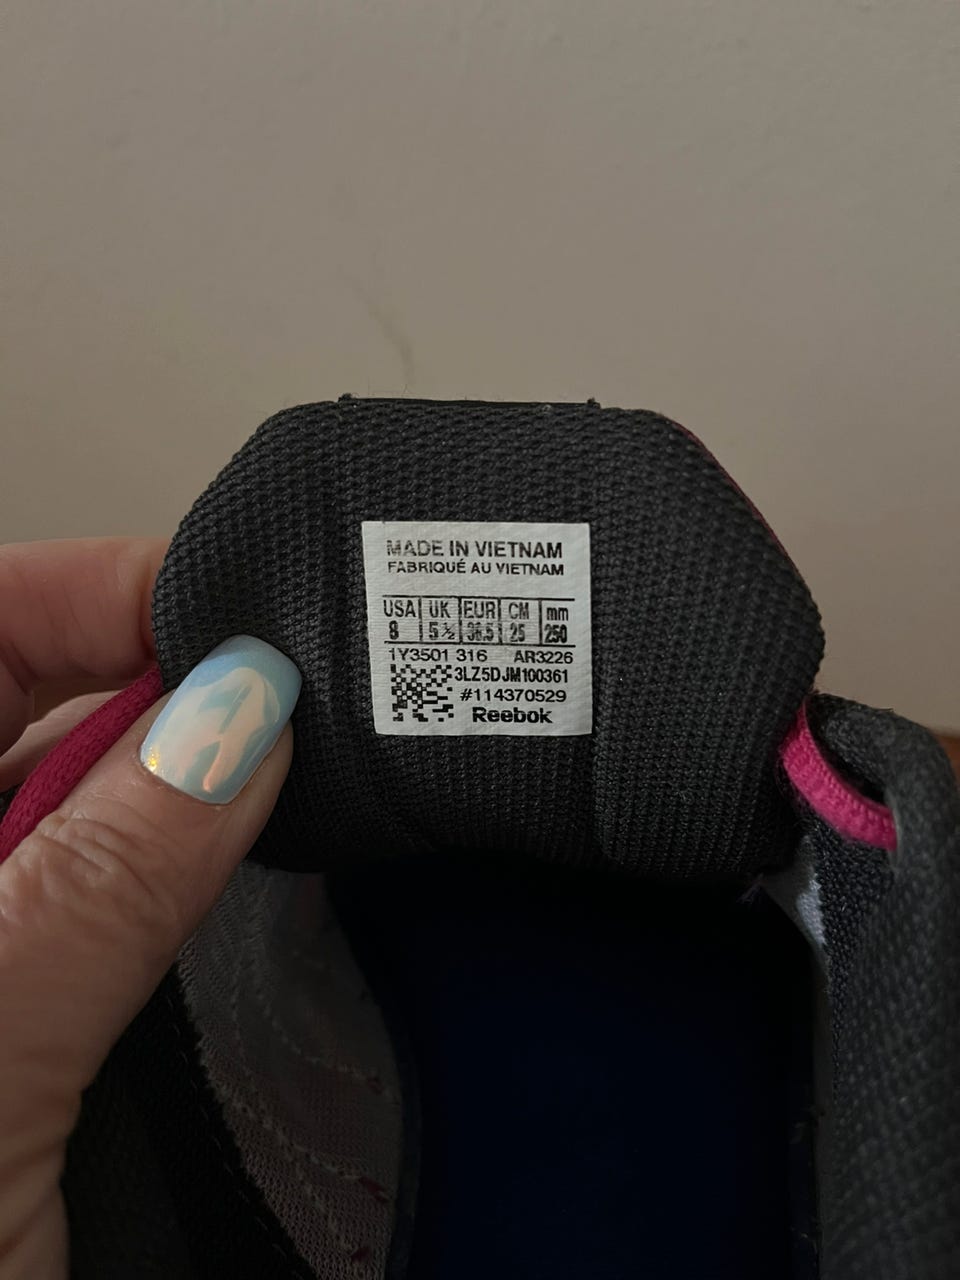 MADE IN VIETNAM
FABRIQUÉ AU VIETNAM
USA UK EUR CM mm
8 5 ½ 38.5 25 250
1Y3501 316 AR3226
3LZ5DJM100361
#114370529
Reebok